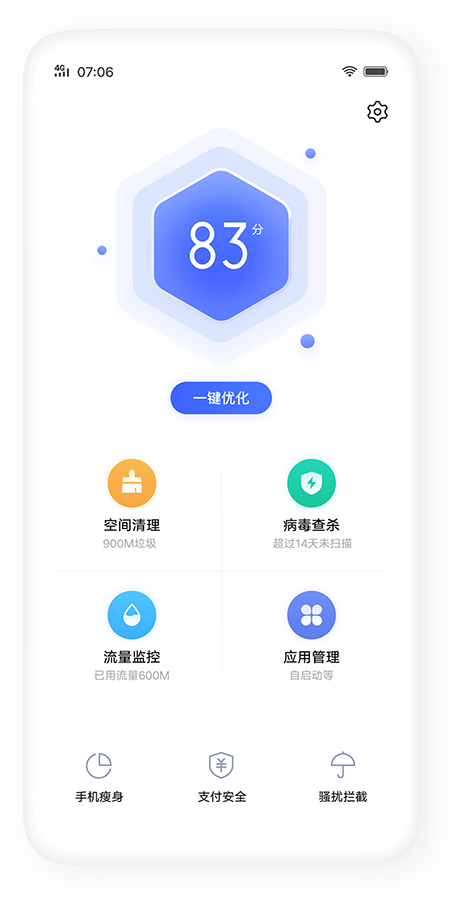 4G 07:06
83分
一键优化
空间清理 病毒查杀
900M垃圾 超过14天未扫描
流量监控 应用管理
已用流量600M 自启动等
手机瘦身 支付安全 骚扰拦截